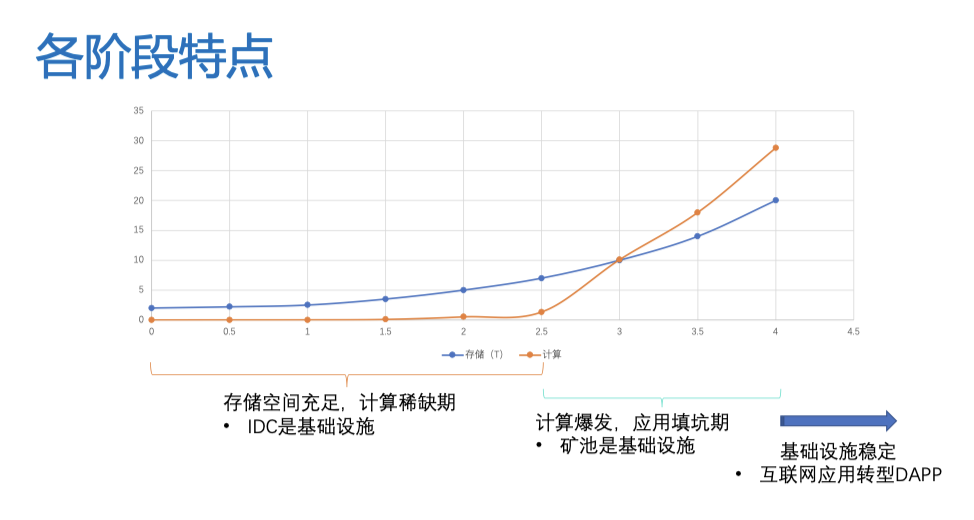 各阶段特点
35
30
25
20
15
10
5
0
0 0.5 1 1.5 2 2.5 3 3.5 4 4.5
存储（T） 计算
存储空间充足，计算稀缺期
• IDC是基础设施
计算爆发，应用填坑期
• 矿池是基础设施
基础设施稳定
• 互联网应用转型DAPP